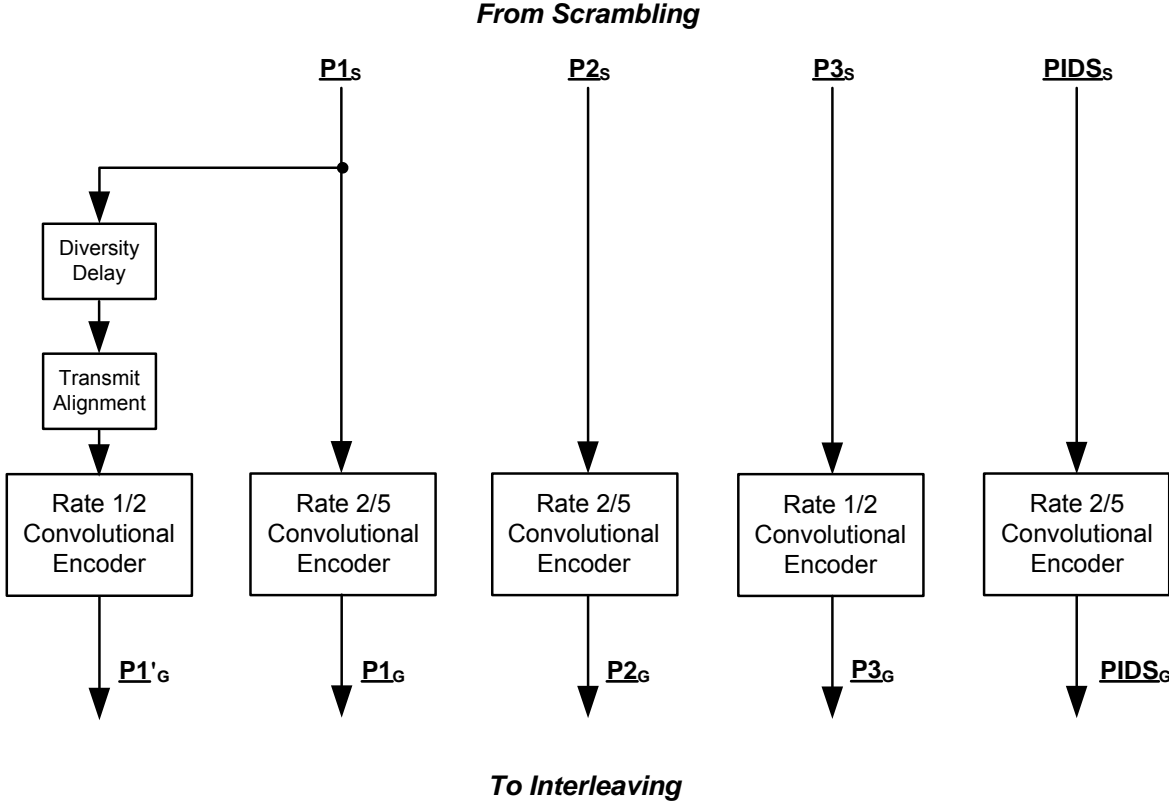 From Scrambling
P1S
P2S
P3S
PIDSS
Diversity
Delay
Transmit
Alignment
Rate 1/2
Convolutional
Encoder
Rate 2/5
Convolutional
Encoder
Rate 2/5
Convolutional
Encoder
Rate 1/2
Convolutional
Encoder
Rate 2/5
Convolutional
Encoder
P1'G
P1G
P2G
P3G
PIDSG
To Interleaving